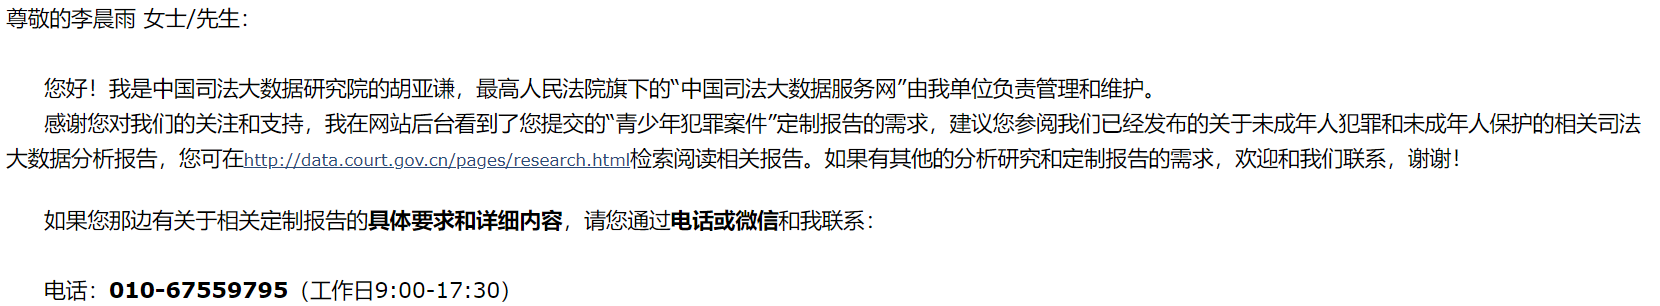 尊敬的李晨雨 女士/先生：
您好！我是中国司法大数据研究院的胡亚谦，最高人民法院旗下的“中国司法大数据服务网”由我单位负责管理和维护。
感谢您对我们的关注和支持，我在网站后台看到了您提交的“青少年犯罪案件”定制报告的需求，建议您参阅我们已经发布的关于未成年人犯罪和未成年人保护的相关司法
大数据分析报告，您可在http://data.court.gov.cn/pages/research.html检索阅读相关报告。如果有其他的分析研究和定制报告的需求，欢迎和我们联系，谢谢！
如果您那边有关于相关定制报告的具体要求和详细内容，请您通过电话或微信和我联系：
电话：010-67559795（工作日9:00-17:30）